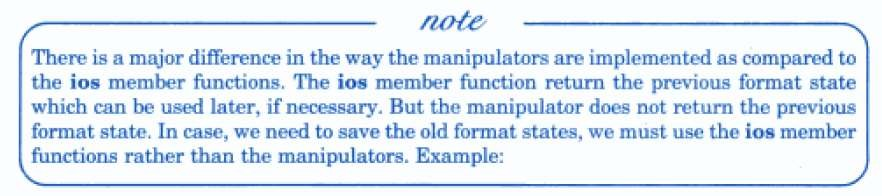 note
There is a major difference in the way the manipulators are implemented as compared to
the ios member functions. The ios member function return the previous format state
which can be used later, if necessary. But the manipulator does not return the previous
format state. In case, we need to save the old format states, we must use the ios member
functions rather than the manipulators. Example: